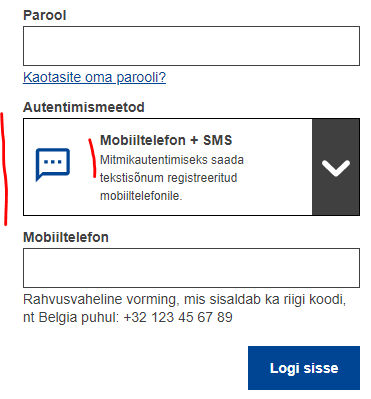 Parool
Kaotasite oma parooli?
Autentimismeetod
Mobiiltelefon + SMS
Mitmikautentimiseks saada
tekstisõnum registreeritud
mobiiltelefonile.
Mobiiltelefon
Rahvusvaheline vorming, mis sisaldab ka riigi koodi,
nt Belgia puhul: +32 123 45 67 89
Logi sisse